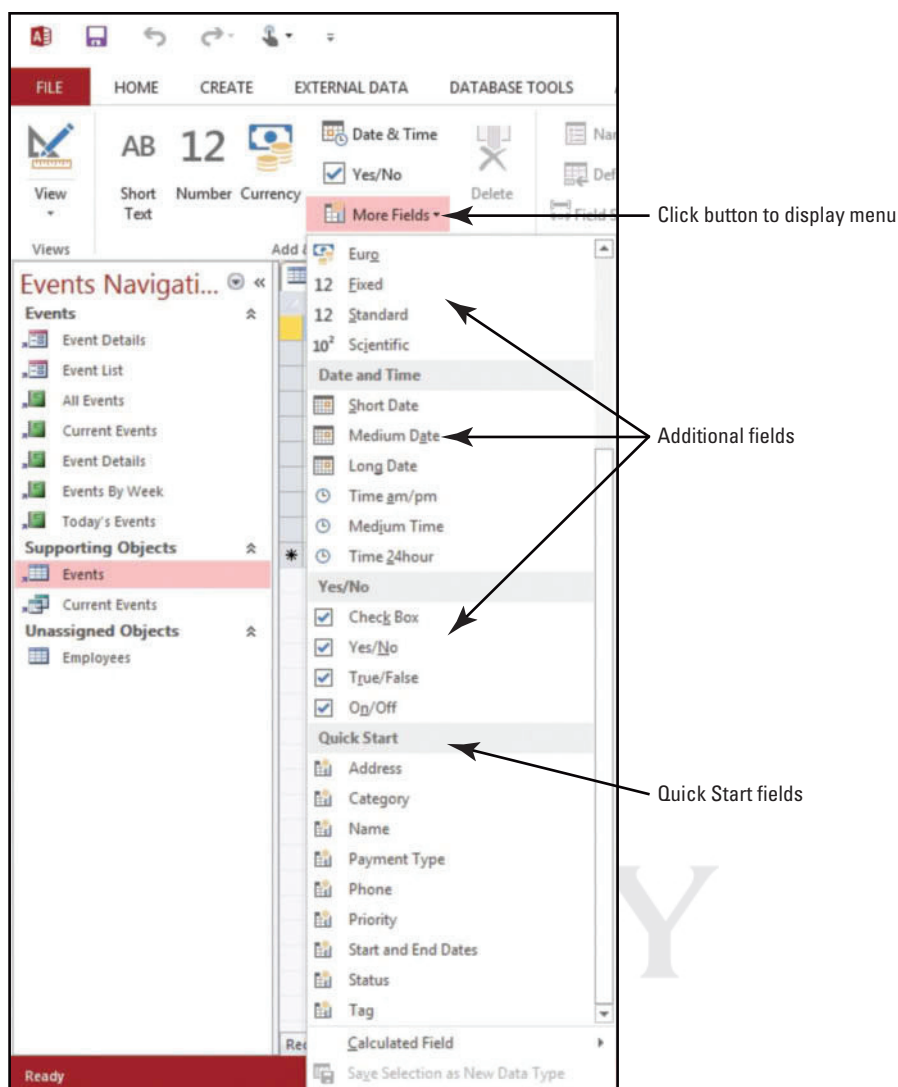 FILE HOME CREATE EXTERNAL DATA DATABASE TOOLS
AB 12
Date & Time
Yes/No
View Short Text Number Currency
More Fields
Delete
Click button to display menu
Views
Add &
Events Navigati...
Events
Event Details
Event List
All Events
Current Events
Event Details
Events By Week
Today's Events
Supporting Objects
Events
Current Events
Unassigned Objects
Employees
Euro
12 Fixed
12 Standard
10² Scientific
Date and Time
Short Date
Medium Date
Long Date
Time am/pm
Medium Time
Time 24hour
Yes/No
Check Box
Yes/No
True/False
On/Off
Quick Start
Address
Category
Name
Payment Type
Phone
Priority
Start and End Dates
Status
Tag
Calculated Field
Save Selection as New Data Type
Additional fields
Quick Start fields
Y
Ready